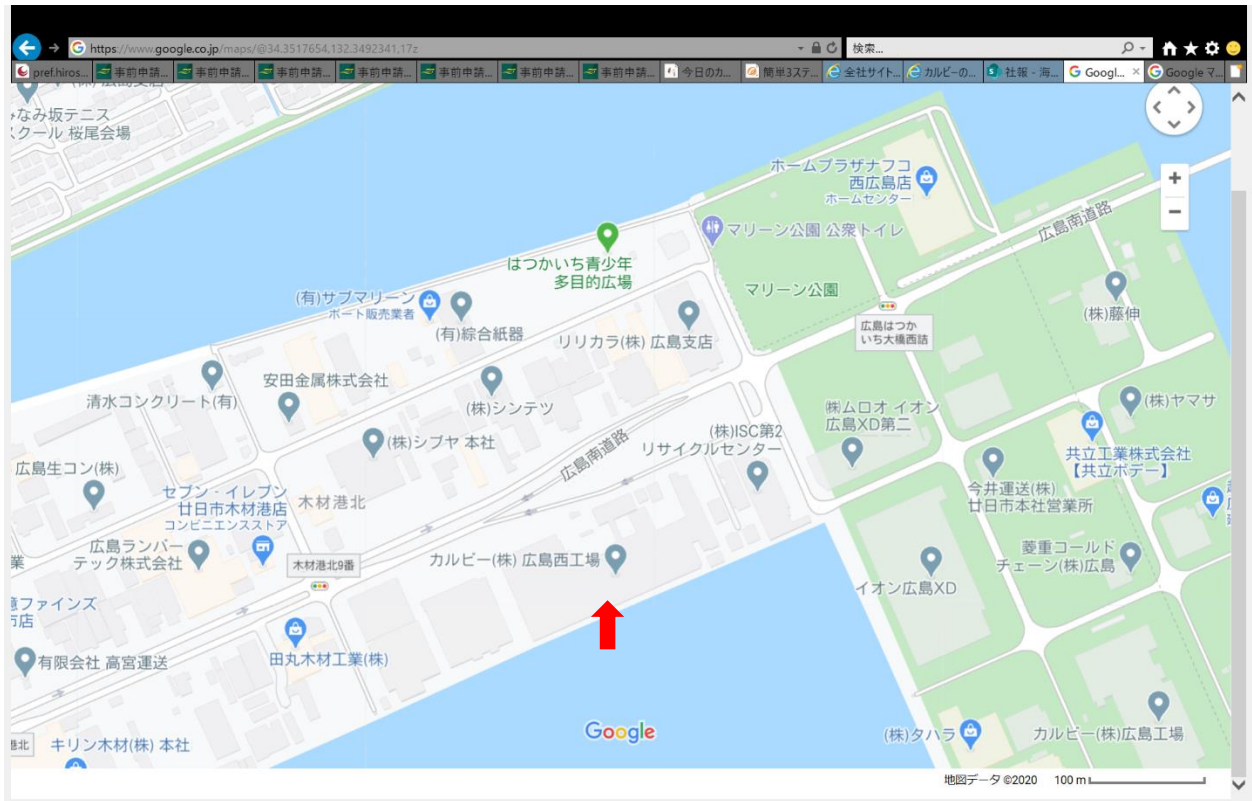 https://www.google.co.jp/maps/@34.3517654,132.3492341,17z
検索...
pref.hiros...
事前申請...
事前申請...
事前申請...
事前申請...
事前申請...
事前申請...
事前申請...
今日のカ...
簡単3ステ...
全社サイト...
カルビーの...
社報 - 海...
Googl...
Google マ...
なみ坂テニス
クール 桜尾会場
ホームプラザナフコ
西広島店
ホームセンター
広島南道路
マリーン公園 公衆トイレ
はつかいち青少年
多目的広場
マリーン公園
(有)サブマリーン
ボート販売業者
(有)綜合紙器
リリカラ(株) 広島支店
広島はつか
いち大橋西詰
(株)藤伸
安田金属株式会社
清水コンクリート(有)
(株)シンテツ
(株)ムロオ イオン
広島XD第二
(株)ヤマサ
(株)シブヤ 本社
広島南道路
(株)ISC第2
リサイクルセンター
共立工業株式会社
【共立ボデー】
広島生コン(株)
セブン‐イレブン
廿日市木材港店
コンビニエンスストア
木材港北
今井運送(株)
廿日市本社営業所
広島ランバー
テック株式会社
業
木材港北9番
カルビー(株) 広島西工場
菱重コールド
チェーン(株)広島
イオン広島XD
ファインズ
市店
有限会社 高宮運送
田丸木材工業(株)
Google
(株)タハラ
カルビー(株)広島工場
港北
キリン木材(株) 本社
地図データ ©2020
100 m